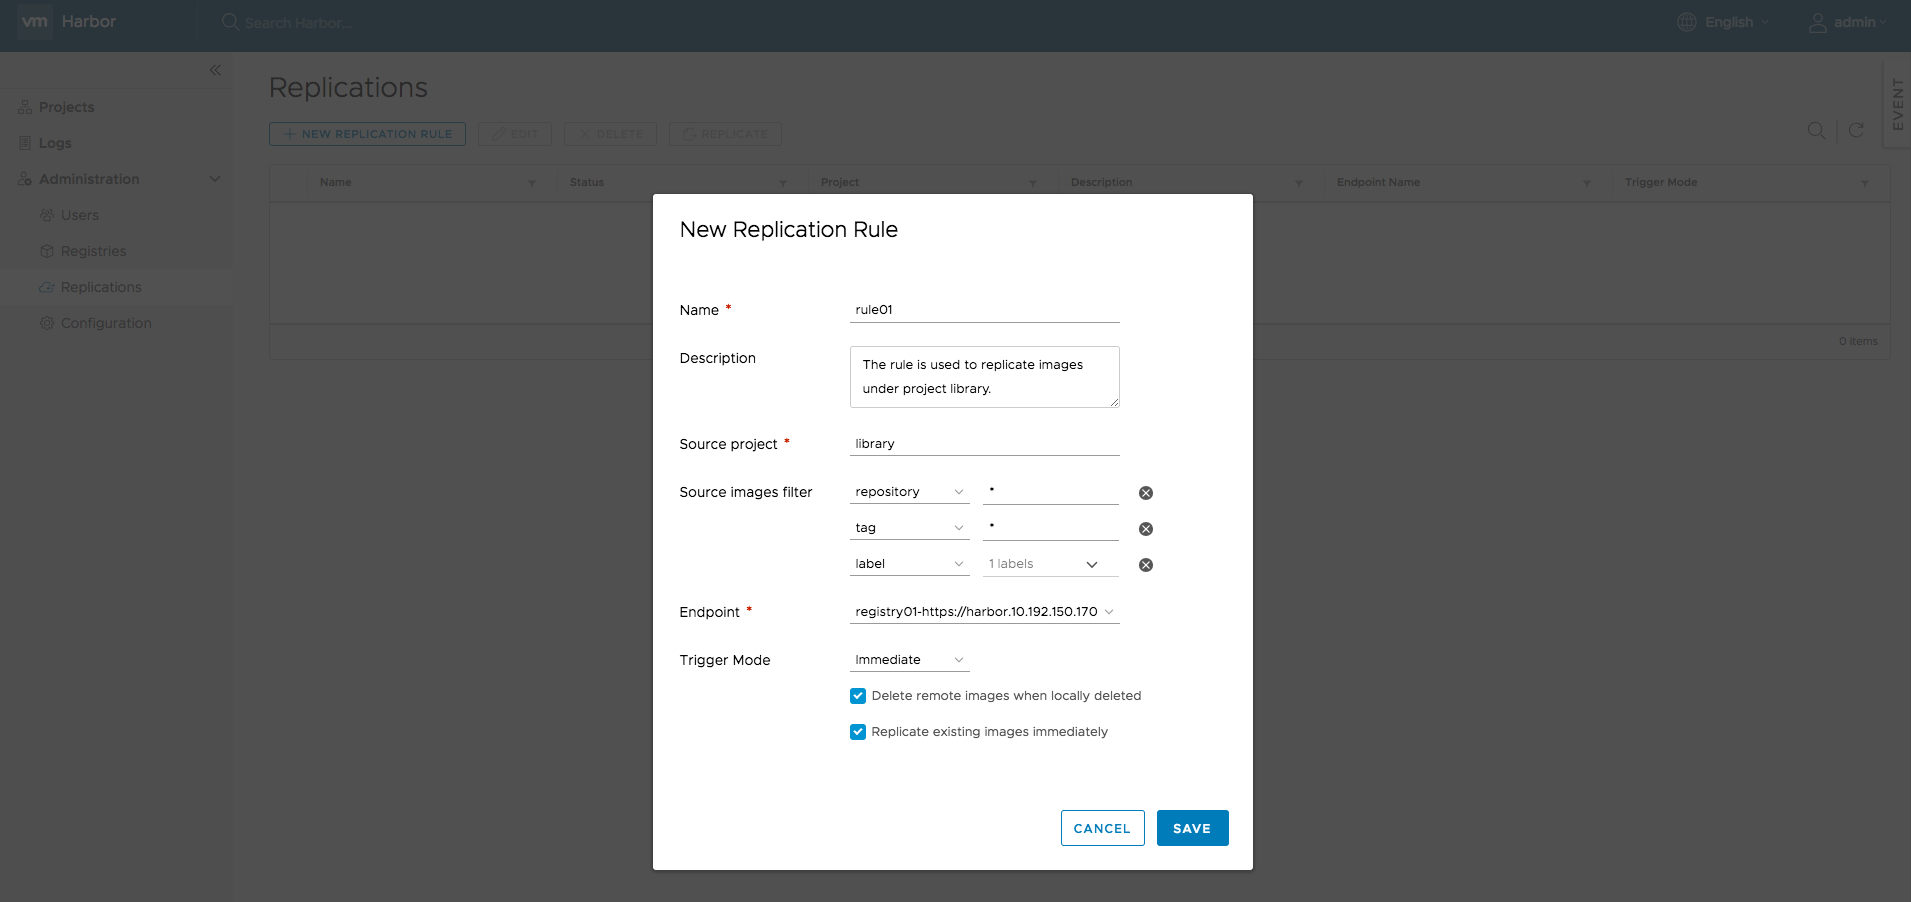 vm Harbor
Search Harbor...
English
admin
Projects
Logs
Administration
Users
Registries
Replications
Configuration
Replications
NEW REPLICATION RULE
EDIT
DELETE
REPLICATE
EVENT
Name
Status
Project
Description
Endpoint Name
Trigger Mode
0 items
New Replication Rule
Name *
rule01
Description
The rule is used to replicate images
under project library.
Source project *
library
Source images filter
repository
*
tag
*
label
1 labels
Endpoint *
registry01-https://harbor.10.192.150.170
Trigger Mode
Immediate
Delete remote images when locally deleted
Replicate existing images immediately
CANCEL
SAVE